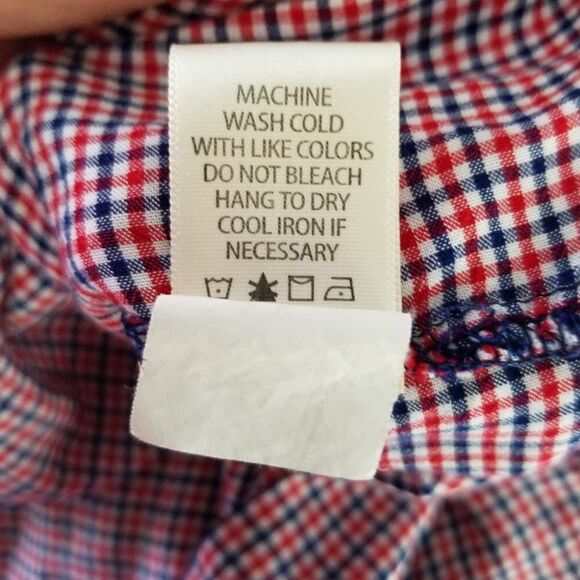 MACHINE
WASH COLD
WITH LIKE COLORS
DO NOT BLEACH
HANG TO DRY
COOL IRON IF
NECESSARY